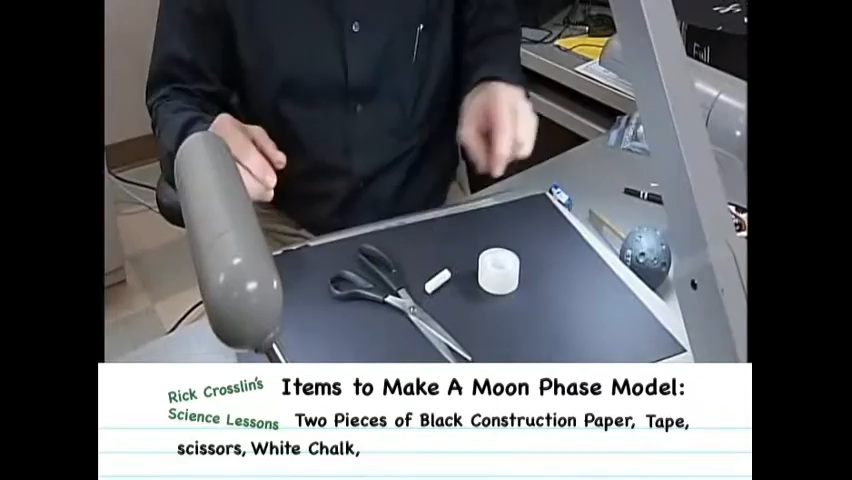 Full
Rick Crosslin's
Science Lessons
Items to Make A Moon Phase Model:
Two Pieces of Black Construction Paper, Tape,
scissors, White Chalk,